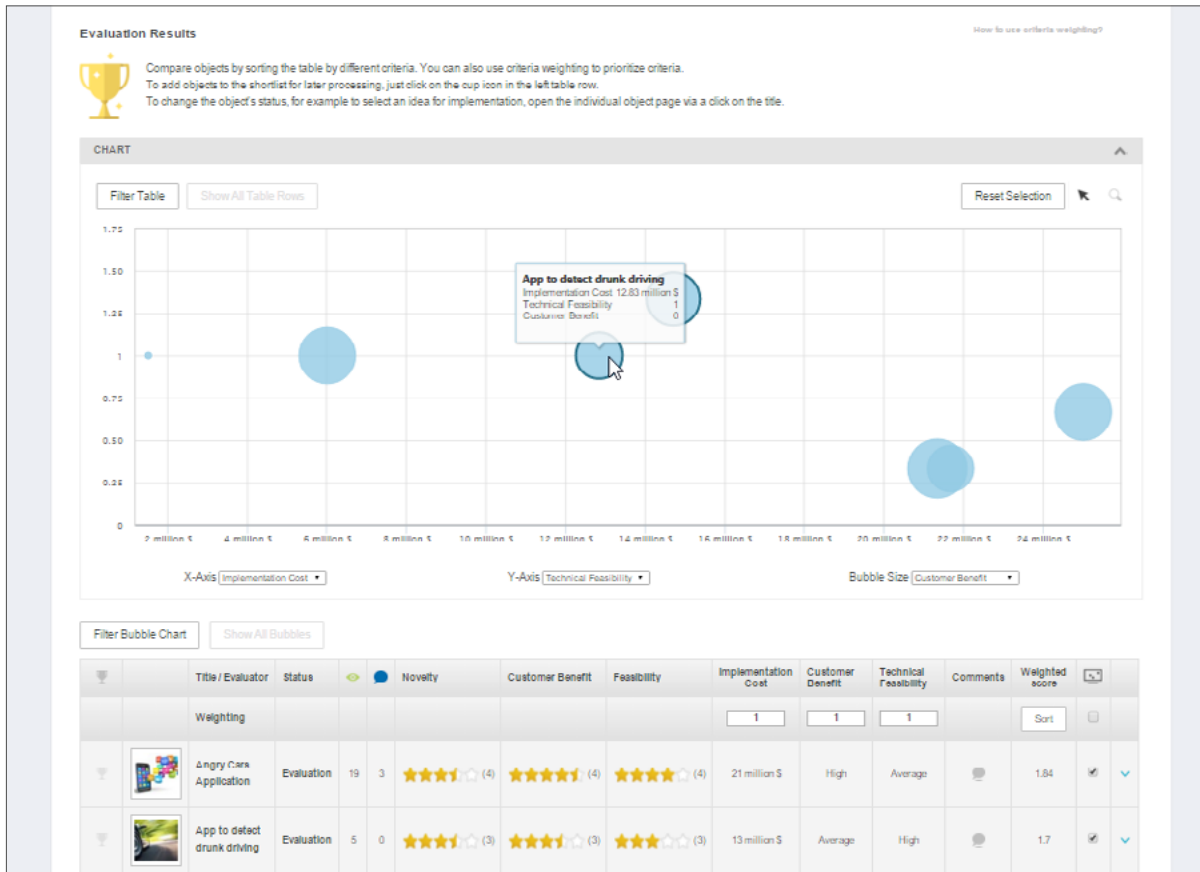 Evaluation Results
How to use criteria weighting?
Compare objects by sorting the table by different criteria. You can also use criteria weighting to prioritize criteria.
To add objects to the shortlist for later processing, just click on the cup icon in the left table row.
To change the object's status, for example to select an idea for implementation, open the individual object page via a click on the title.
CHART
Filter Table
Show All Table Rows
Reset Selection
1.75
1.50
1.25
1
0.75
0.50
0.25
0
App to detect drunk driving
Implementation Cost 12.83 million $
Technical Feasibility 1
Customer Benefit 0
2 million $ 4 million $ 6 million $ 8 million $ 10 million $ 12 million $ 14 million $ 16 million $ 18 million $ 20 million $ 22 million $ 24 million $
X-Axis Implementation Cost
Y-Axis Technical Feasibility
Bubble Size Customer Benefit
Filter Bubble Chart
Show All Bubbles
Title / Evaluator Status Novelty Customer Benefit Feasibility Implementation Cost Customer Benefit Technical Feasibility Comments Weighted score
Weighting 1 1 1 Sort
Angry Cars Application Evaluation 19 3 (4) (4) (4) 21 million $ High Average 1.84
App to detect drunk driving Evaluation 5 0 (3) (3) (3) 13 million $ Average High 1.7